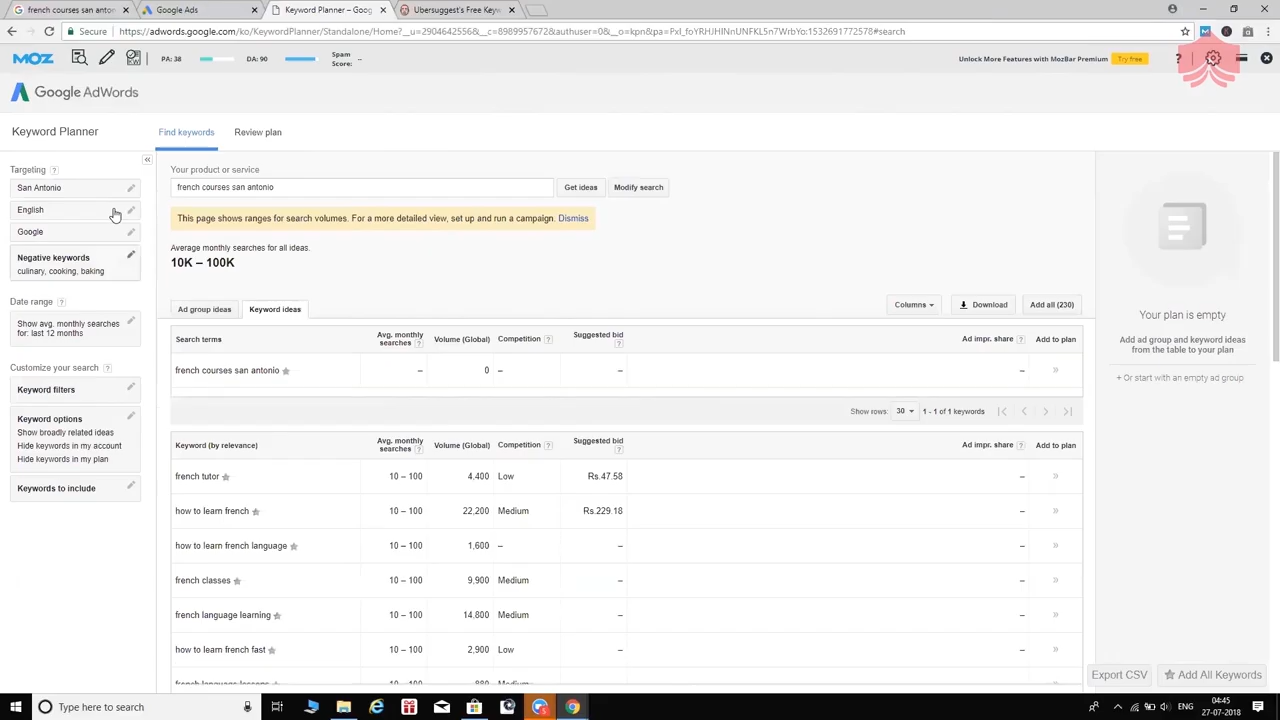 french courses san anto
Google Ads
Keyword Planner – Goo
Ubersuggest's Free Keyw
Secure
https://adwords.google.com/ko/KeywordPlanner/Standalone/Home?
MOZ
PA: 38
DA: 90
Spam
Score: --
Unlock More Features with MozBar Premium
Try free
?
Google AdWords
Keyword Planner
Find keywords
Review plan
Targeting ?
San Antonio
English
Google
Negative keywords
culinary, cooking, baking
Date range ?
Show avg. monthly searches
for: last 12 months
Customize your search ?
Keyword filters
Keyword options
Show broadly related ideas
Hide keywords in my account
Hide keywords in my plan
Keywords to include
Your product or service
french courses san antonio
Get ideas
Modify search
This page shows ranges for search volumes. For a more detailed view, set up and run a campaign. Dismiss
Average monthly searches for all ideas.
10K – 100K
Ad group ideas
Keyword ideas
Columns
Download
Add all (230)
Search terms Avg. monthly searches ? Volume (Global) Competition ? Suggested bid ? Ad impr. share ? Add to plan
french courses san antonio – 0 – – – »
Show rows: 30 1 - 1 of 1 keywords
Keyword (by relevance) Avg. monthly searches ? Volume (Global) Competition ? Suggested bid ? Ad impr. share ? Add to plan
french tutor 10 – 100 4,400 Low Rs.47.58 – »
how to learn french 10 – 100 22,200 Medium Rs.229.18 – »
how to learn french language 10 – 100 1,600 – – – »
french classes 10 – 100 9,900 Medium – – »
french language learning 10 – 100 14,800 Medium – – »
how to learn french fast 10 – 100 2,900 Low – – »
french language lessons 10 – 100 880 Medium – – »
Your plan is empty
Add ad group and keyword ideas
from the table to your plan
+ Or start with an empty ad group
Export CSV
Add All Keywords
Type here to search
ENG
04:45
27-07-2018